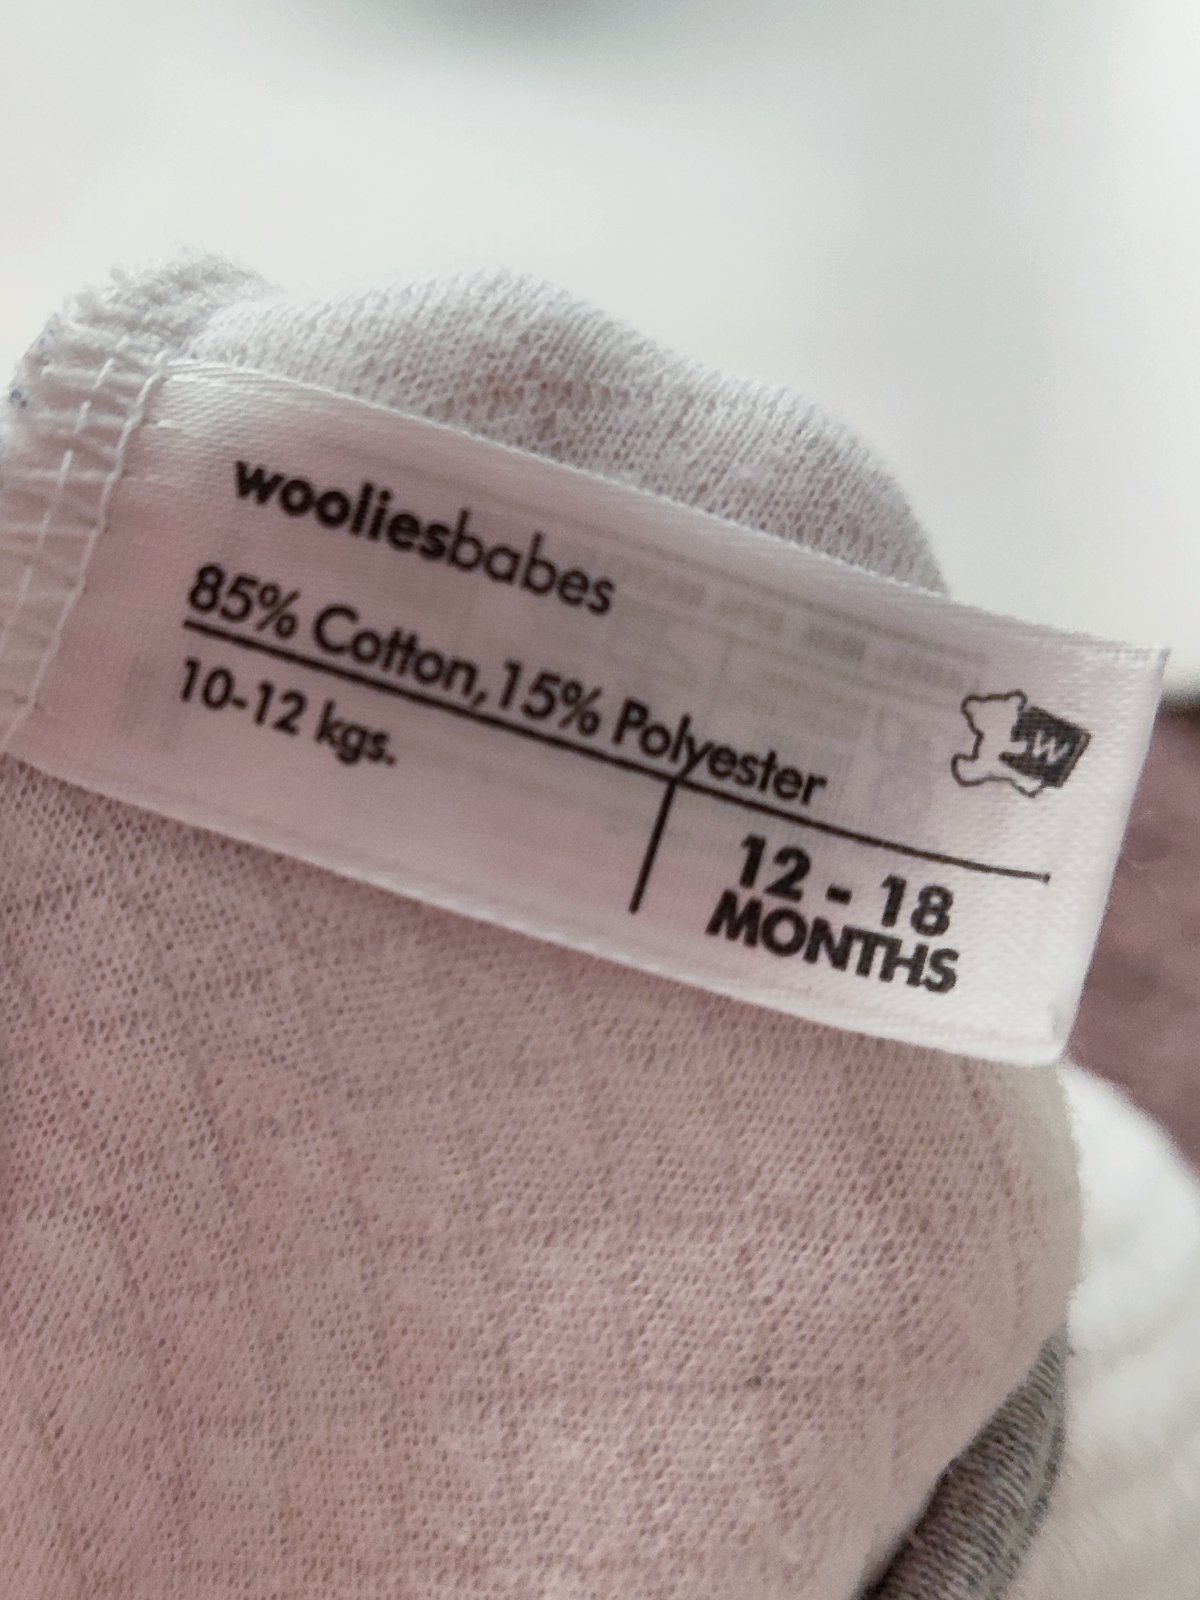 wooliesbabes
85% Cotton, 15% Polyester
10-12 kgs.
12 - 18
MONTHS
W